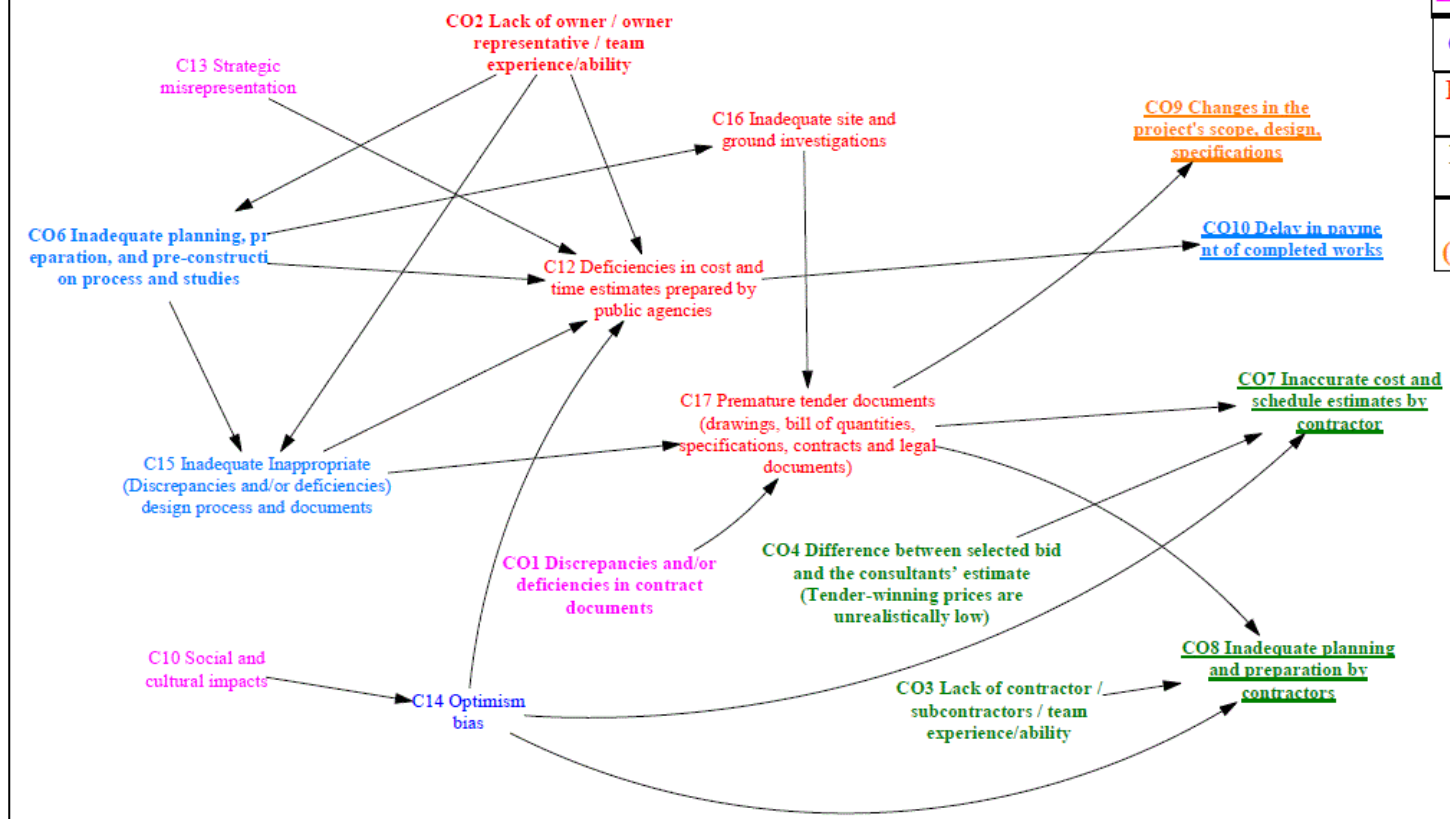 CO2 Lack of owner / owner
representative / team
experience/ability
C13 Strategic
misrepresentation
C16 Inadequate site and
ground investigations
CO9 Changes in the
project's scope, design,
specifications
CO6 Inadequate planning, pr
eparation, and pre-constructi
on process and studies
CO10 Delay in payme
nt of completed works
C12 Deficiencies in cost and
time estimates prepared by
public agencies
CO7 Inaccurate cost and
schedule estimates by
contractor
C17 Premature tender documents
(drawings, bill of quantities,
specifications, contracts and legal
documents)
C15 Inadequate Inappropriate
(Discrepancies and/or deficiencies)
design process and documents
CO1 Discrepancies and/or
deficiencies in contract
documents
CO4 Difference between selected bid
and the consultants’ estimate
(Tender-winning prices are
unrealistically low)
C10 Social and
cultural impacts
C14 Optimism
bias
CO3 Lack of contractor /
subcontractors / team
experience/ability
CO8 Inadequate planning
and preparation by
contractors